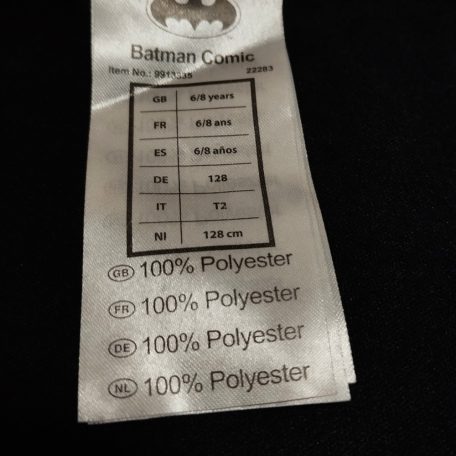 Batman Comic
Item No.: 9913335 22283
GB 6/8 years
FR 6/8 ans
ES 6/8 años
DE 128
IT T2
NI 128 cm
GB 100% Polyester
FR 100% Polyester
DE 100% Polyester
NL 100% Polyester